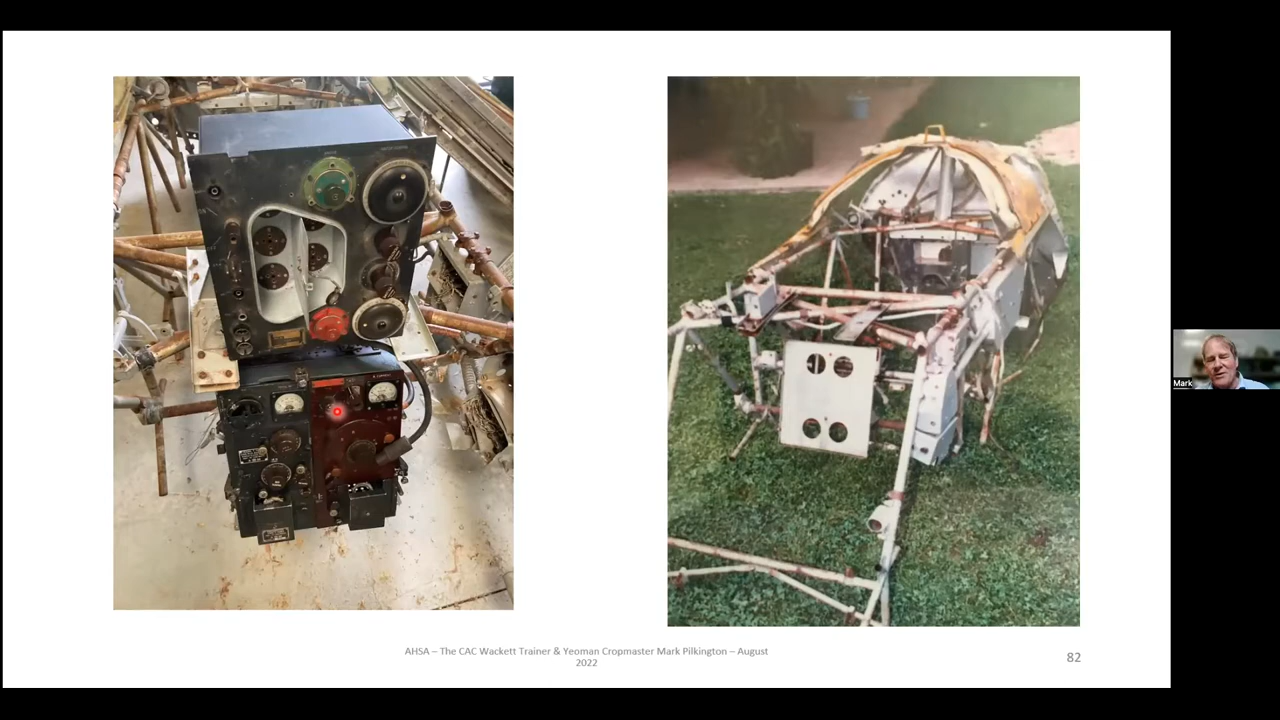 AHSA – The CAC Wackett Trainer & Yeoman Cropmaster Mark Pilkington – August
2022
82
Mark